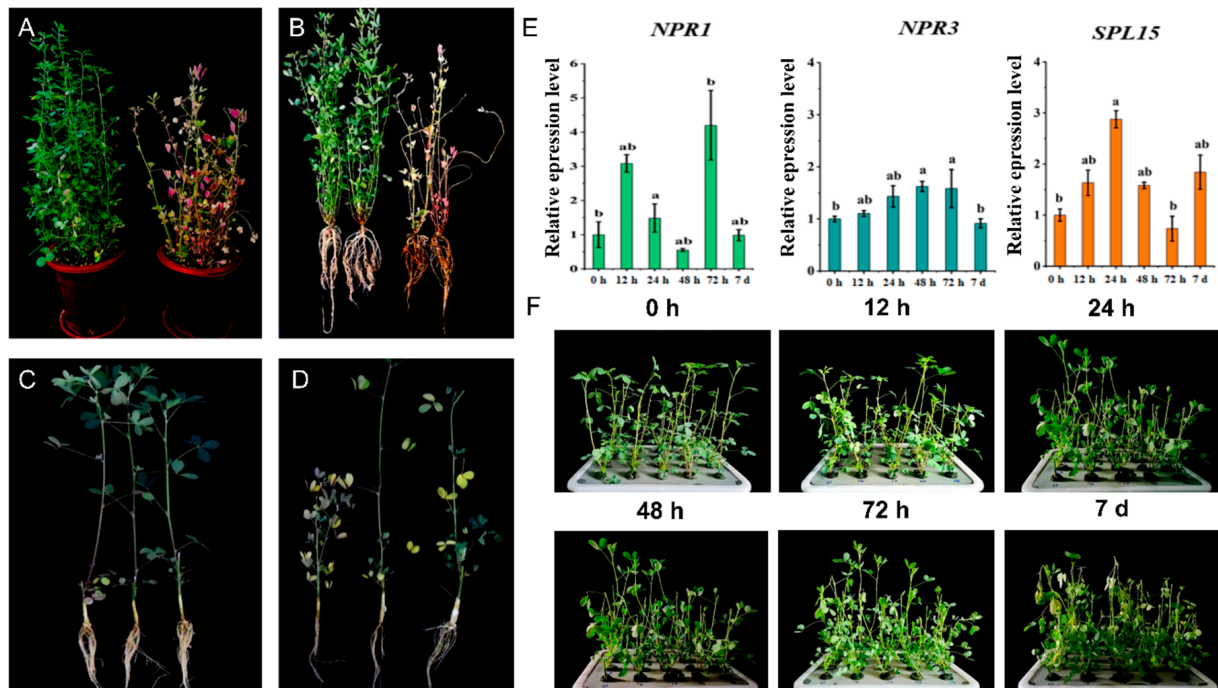 A
B
C
D
E
NPR1
Relative epression level
6
5
4
3
2
1
0
b
ab
a
ab
b
ab
0 h
12 h
24 h
48 h
72 h
7 d
NPR3
Relative epression level
4
3
2
1
0
b
ab
ab
a
a
b
0 h
12 h
24 h
48 h
72 h
7 d
SPL15
Relative epression level
4
3
2
1
0
b
ab
a
ab
b
ab
0 h
12 h
24 h
48 h
72 h
7 d
F
0 h
12 h
24 h
48 h
72 h
7 d